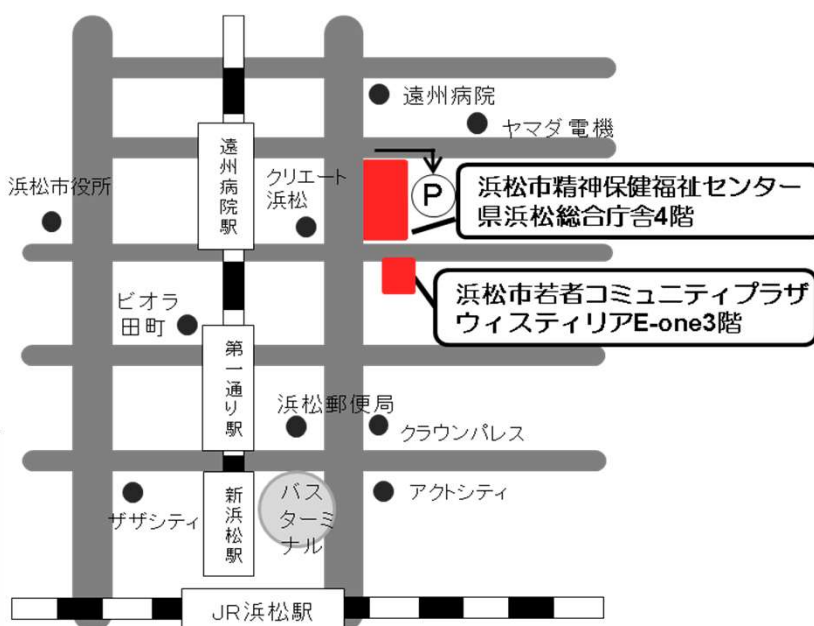 遠州病院
ヤマダ電機
遠州病院駅
クリエート
浜松
P
浜松市精神保健福祉センター
県浜松総合庁舎4階
浜松市役所
浜松市若者コミュニティプラザ
ウィスティリアE-one3階
ビオラ
田町
第一通り駅
浜松郵便局
クラウンパレス
ザザシティ
新浜松駅
バス
ターミ
ナル
アクトシティ
JR浜松駅